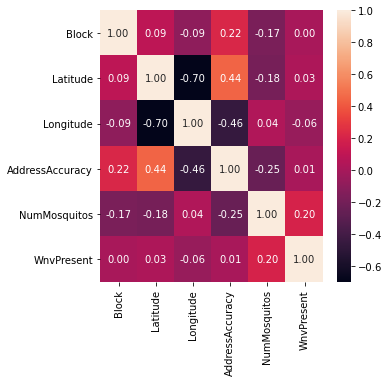 Block 1.00 0.09 -0.09 0.22 -0.17 0.00
Latitude 0.09 1.00 -0.70 0.44 -0.18 0.03
Longitude -0.09 -0.70 1.00 -0.46 0.04 -0.06
AddressAccuracy 0.22 0.44 -0.46 1.00 -0.25 0.01
NumMosquitos -0.17 -0.18 0.04 -0.25 1.00 0.20
WnvPresent 0.00 0.03 -0.06 0.01 0.20 1.00
Block
Latitude
Longitude
AddressAccuracy
NumMosquitos
WnvPresent
1.0
0.8
0.6
0.4
0.2
0.0
−0.2
−0.4
−0.6